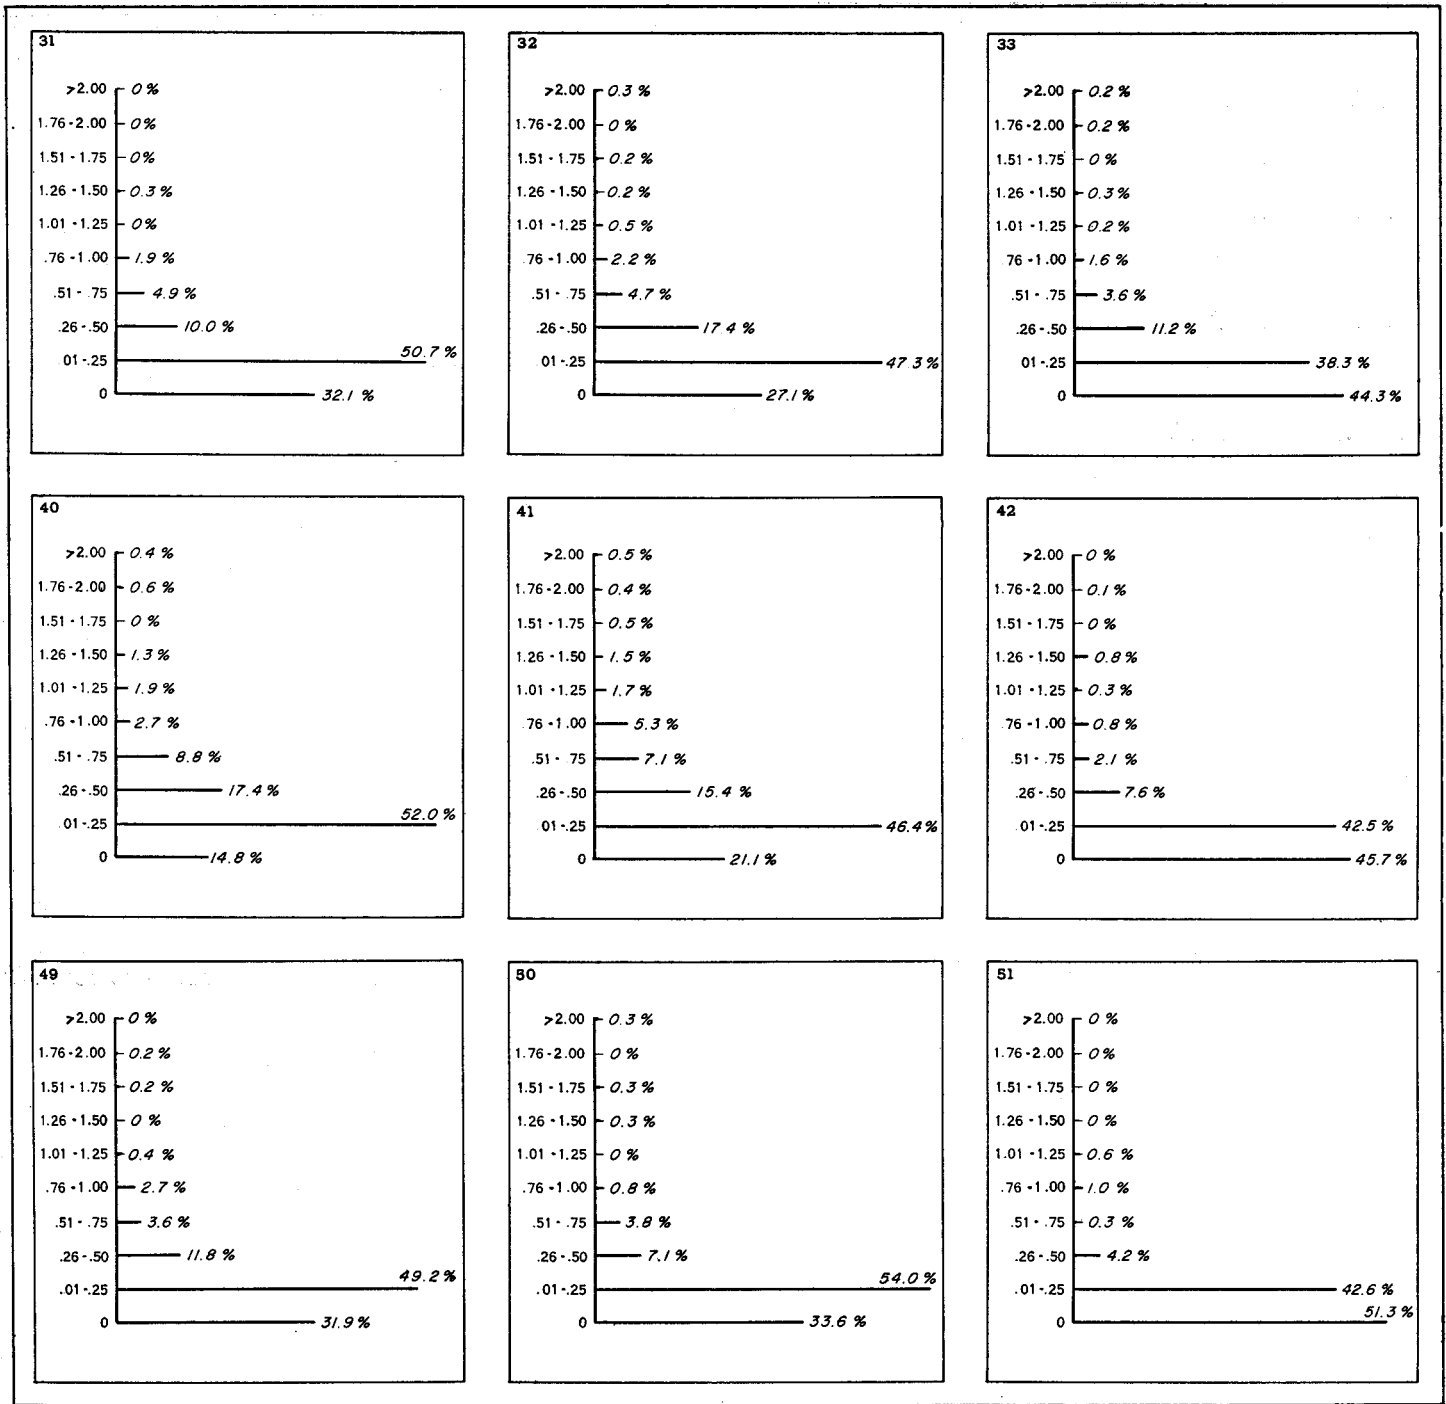 31
>2.00 0 %
1.76-2.00 0%
1.51-1.75 0%
1.26-1.50 0.3 %
1.01-1.25 0%
.76-1.00 1.9 %
.51-.75 4.9 %
.26-.50 10.0 %
01-.25 50.7 %
0 32.1 %
32
>2.00 0.3 %
1.76-2.00 0 %
1.51-1.75 0.2 %
1.26-1.50 0.2 %
1.01-1.25 0.5 %
.76-1.00 2.2 %
.51-.75 4.7 %
.26-.50 17.4 %
01-.25 47.3%
0 27.1 %
33
>2.00 0.2 %
1.76-2.00 0.2 %
1.51-1.75 0%
1.26-1.50 0.3 %
1.01-1.25 0.2 %
76-1.00 1.6 %
.51-.75 3.6 %
.26-.50 11.2 %
01-.25 38.3 %
0 44.3 %
40
>2.00 0.4 %
1.76-2.00 0.6 %
1.51-1.75 0 %
1.26-1.50 1.3 %
1.01-1.25 1.9 %
.76-1.00 2.7 %
.51-.75 8.8 %
.26-.50 17.4 %
01-.25 52.0 %
0 14.8 %
41
>2.00 0.5 %
1.76-2.00 0.4 %
1.51-1.75 0.5 %
1.26-1.50 1.5 %
1.01-1.25 1.7 %
76-1.00 5.3 %
.51-75 7.1 %
.26-.50 15.4 %
01-.25 46.4%
0 21.1 %
42
>2.00 0 %
1.76-2.00 0.1 %
1.51-1.75 0%
1.26-1.50 0.8 %
1.01-1.25 0.3 %
76-1.00 0.8 %
.51-.75 2.1 %
.26-.50 7.6 %
01-.25 42.5 %
0 45.7 %
49
>2.00 0 %
1.76-2.00 0.2 %
1.51-1.75 0.2 %
1.26-1.50 0 %
1.01-1.25 0.4 %
.76-1.00 2.7 %
.51-.75 3.6 %
.26-.50 11.8 %
.01-.25 49.2%
0 31.9 %
50
>2.00 0.3 %
1.76-2.00 0%
1.51-1.75 0.3 %
1.26-1.50 0.3 %
1.01-1.25 0 %
.76-1.00 0.8 %
.51-.75 3.8 %
.26-.50 7.1 %
.01-.25 54.0 %
0 33.6 %
51
>2.00 0 %
1.76-2.00 0%
1.51-1.75 0%
1.26-1.50 0 %
1.01-1.25 0.6 %
.76-1.00 1.0 %
.51-.75 0.3 %
.26-.50 4.2 %
.01-.25 42.6 %
0 51.3 %